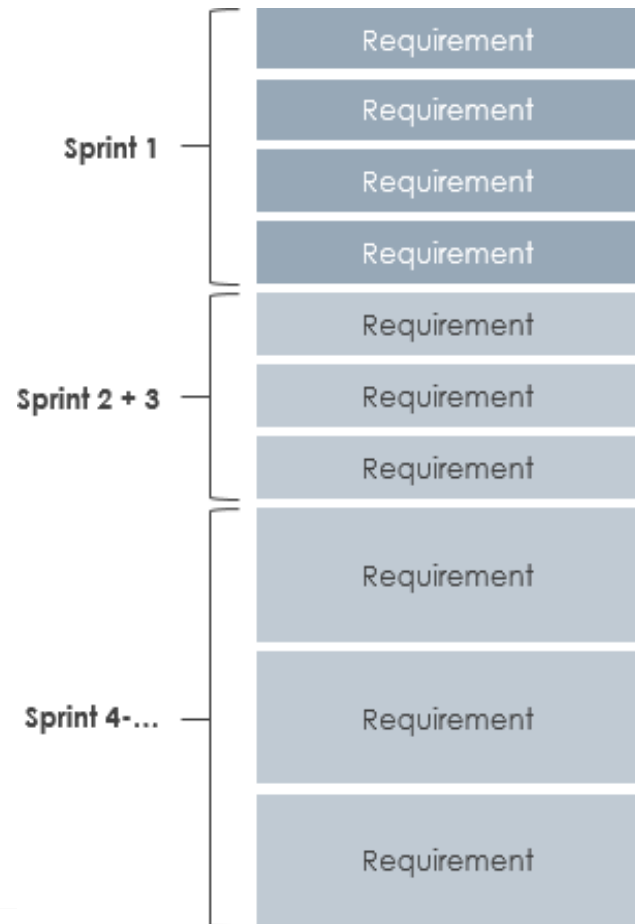 Requirement
Requirement
Sprint 1
Requirement
Requirement
Requirement
Sprint 2 + 3
Requirement
Requirement
Requirement
Sprint 4-...
Requirement
Requirement